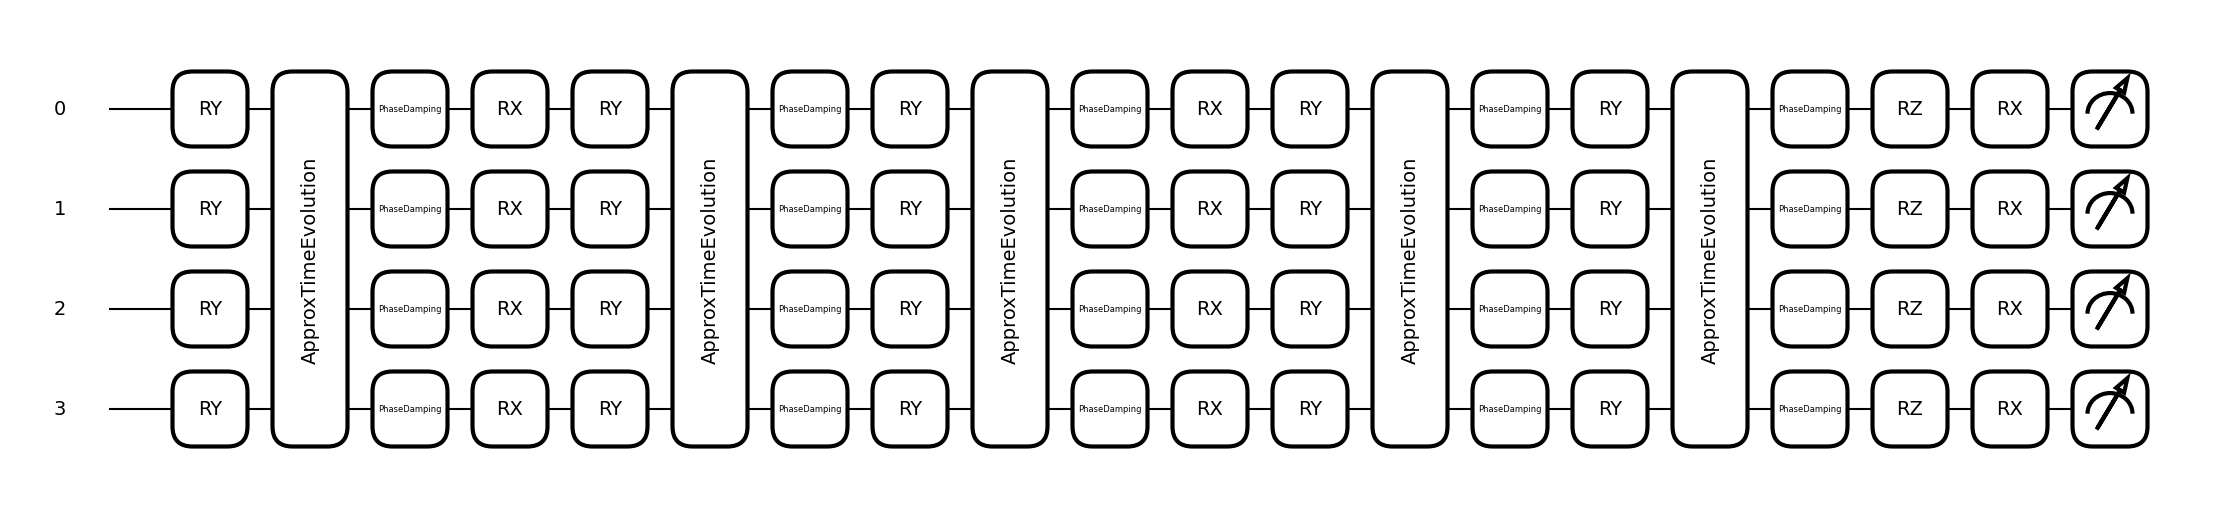 0 RY ApproxTimeEvolution PhaseDamping RX RY ApproxTimeEvolution PhaseDamping RY ApproxTimeEvolution PhaseDamping RX RY ApproxTimeEvolution PhaseDamping RY ApproxTimeEvolution PhaseDamping RZ RX
1 RY PhaseDamping RX RY PhaseDamping RY PhaseDamping RX RY PhaseDamping RY PhaseDamping RZ RX
2 RY PhaseDamping RX RY PhaseDamping RY PhaseDamping RX RY PhaseDamping RY PhaseDamping RZ RX
3 RY PhaseDamping RX RY PhaseDamping RY PhaseDamping RX RY PhaseDamping RY PhaseDamping RZ RX